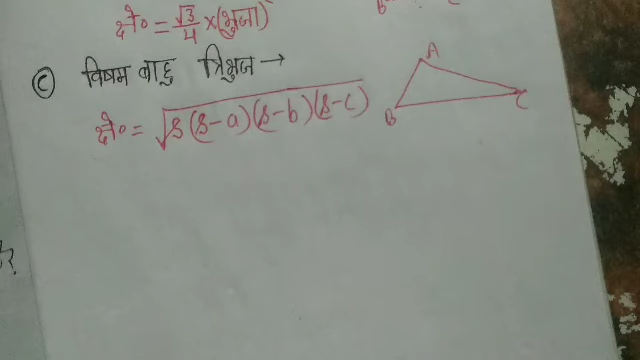 क्षे० = √3/4 × (भुजा)
(C) विषम बाहु त्रिभुज →
क्षे० = √s(s-a)(s-b)(s-c)
A
B
C